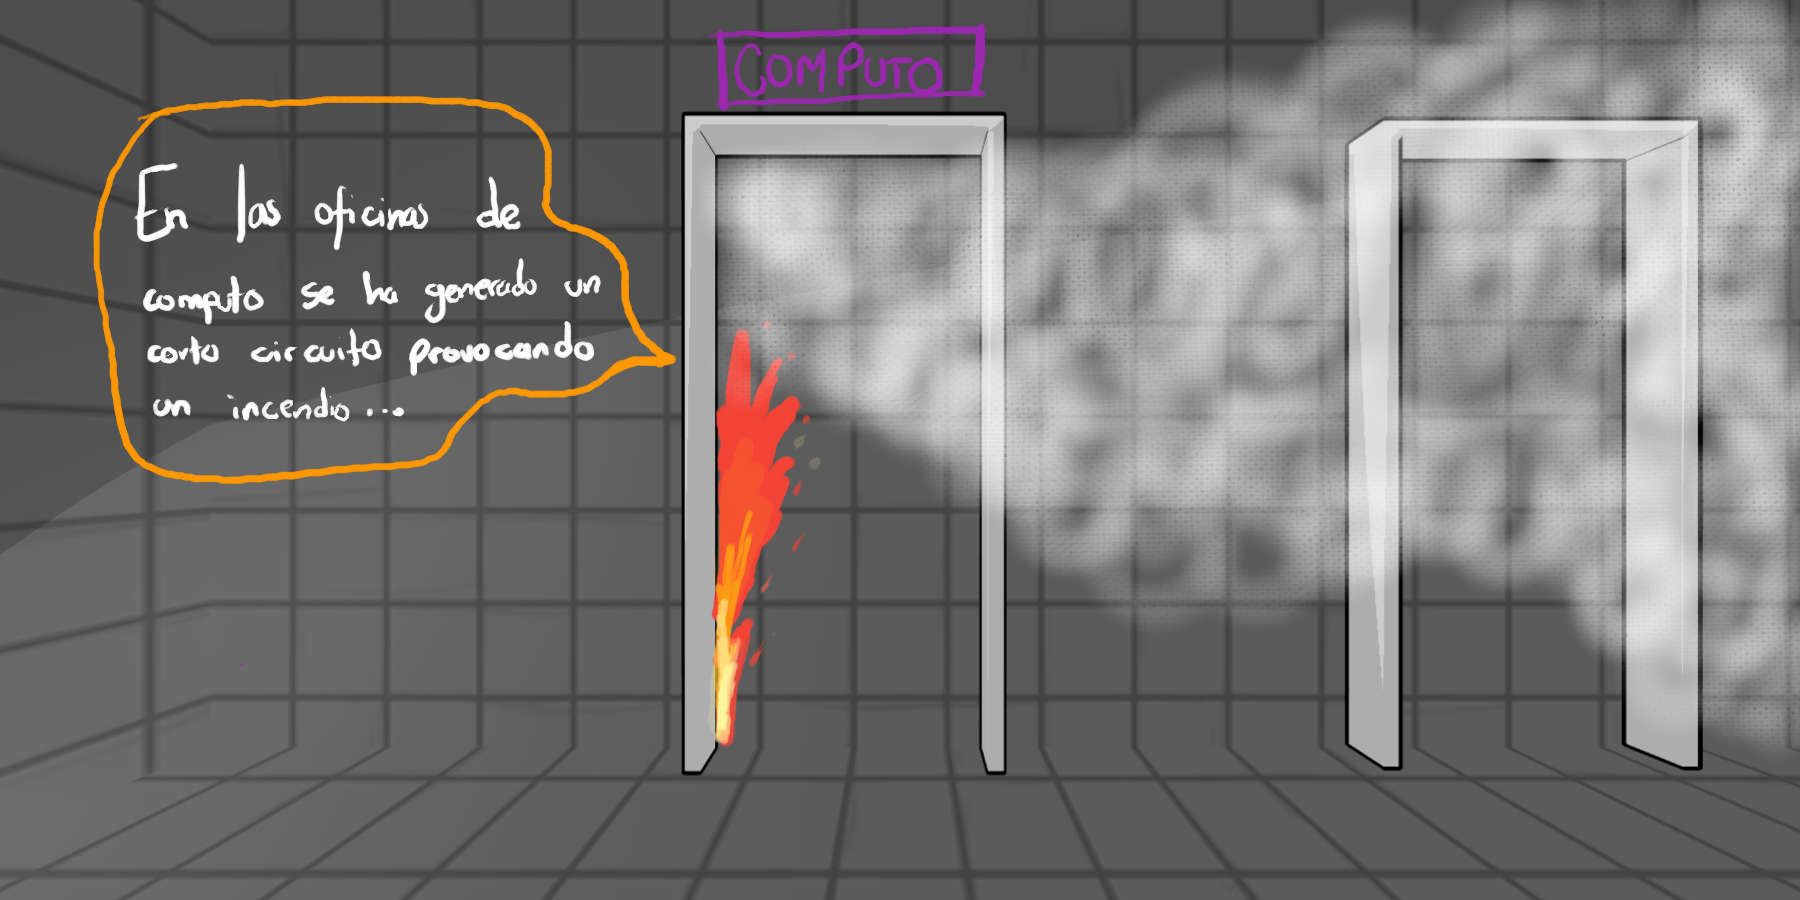 COMPUTO
En las oficinas de
computo se ha generado un
corto circuito provocando
un incendio...